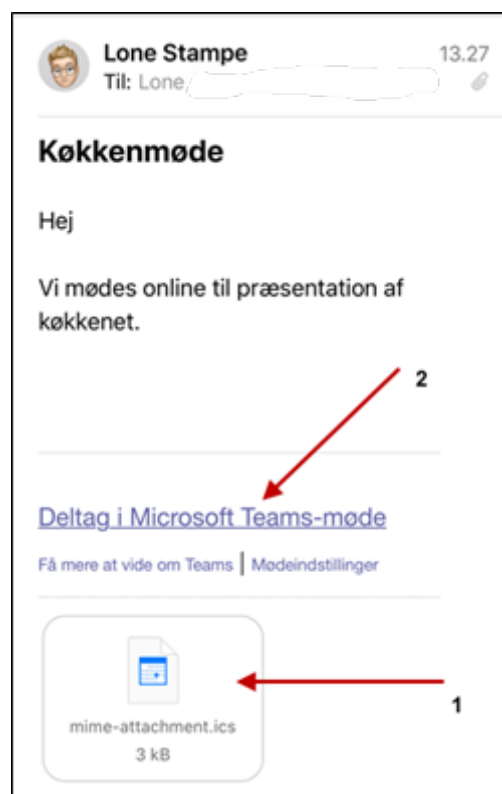 Lone Stampe 13.27
Til: Lone
Køkkenmøde
Hej
Vi mødes online til præsentation af
køkkenet.
2
Deltag i Microsoft Teams-møde
Få mere at vide om Teams | Mødeindstillinger
1
mime-attachment.ics
3 kB